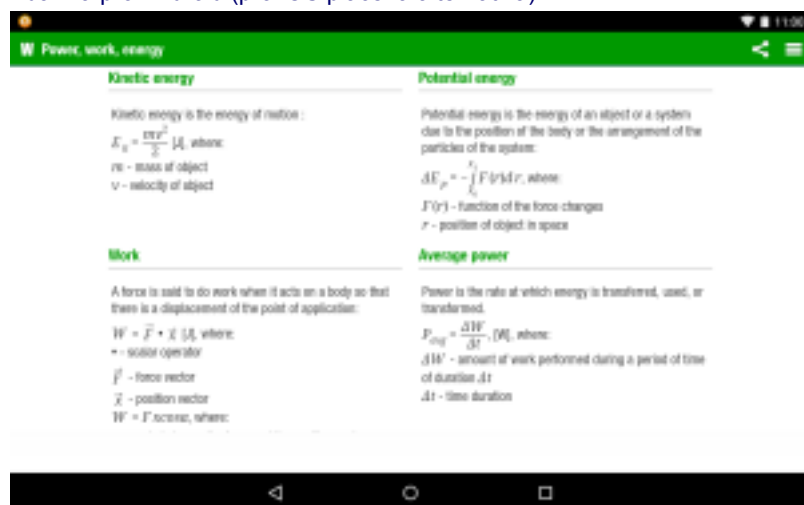 11:00
W Power, work, energy
Kinetic energy
Kinetic energy is the energy of motion :
E_k = mv²/2 [J], where:
m - mass of object
v - velocity of object
Potential energy
Potential energy is the energy of an object or a system
due to the position of the body or the arrangement of the
particles of the system:
F(r)dr, where:
F(r) - function of the force changes
r - position of object in space
Work
A force is said to do work when it acts on a body so that
there is a displacement of the point of application:
W = F • x [J], where:
• - scalar operator
F - force vector
x - position vector
W = Fxcosα, where:
Average power
Power is the rate at which energy is transferred, used, or
transformed.
ΔW/Δt, [W], where:
ΔW - amount of work performed during a period of time
of duration Δt
Δt - time duration